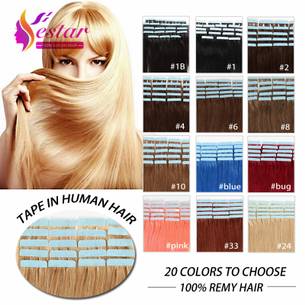 estar
TAPE IN HUMAN HAIR
#1B
#1
#2
#4
#6
#8
#10
#blue
#bug
#pink
#33
#24
20 COLORS TO CHOOSE
100% REMY HAIR